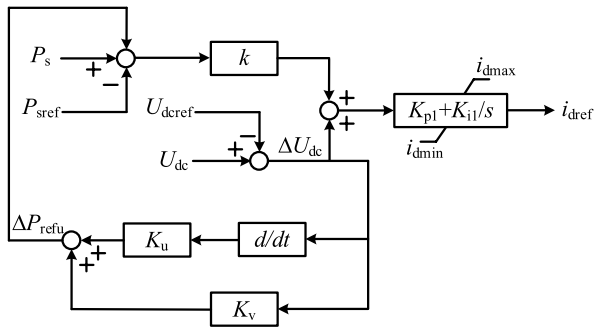 i_dmax
P_s
+
−
k
P_sref
U_dcref
+
+
K_p1+K_i1/s
i_dref
−
+
ΔU_dc
i_dmin
U_dc
ΔP_refu
K_u
d/dt
+
+
K_v